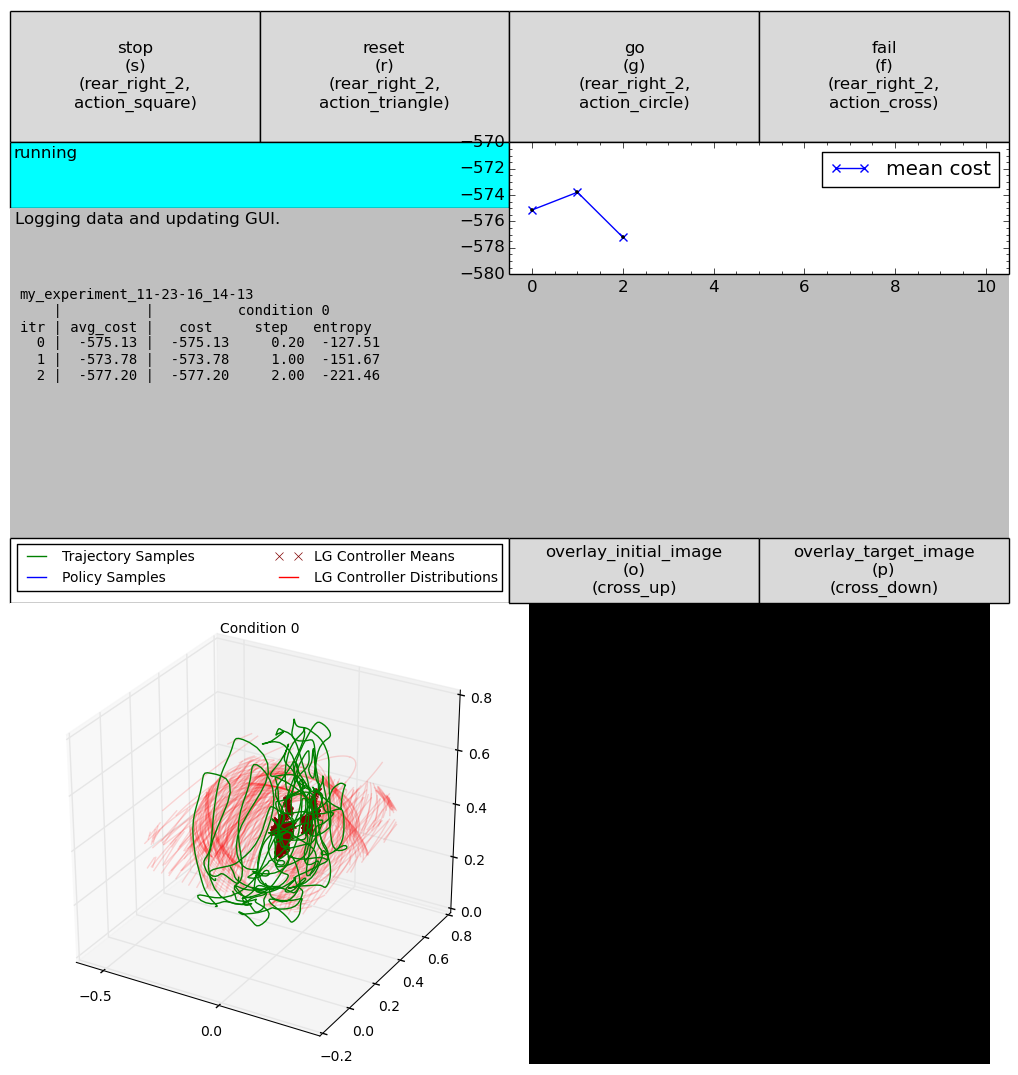 stop
(s)
(rear_right_2,
action_square)
reset
(r)
(rear_right_2,
action_triangle)
go
(g)
(rear_right_2,
action_circle)
fail
(f)
(rear_right_2,
action_cross)
running
−570
−572
−574
−576
−578
−580
mean cost
0 2 4 6 8 10
Logging data and updating GUI.
my_experiment_11-23-16_14-13
    |          |          condition 0
itr | avg_cost |   cost     step   entropy
  0 |  -575.13 |  -575.13     0.20  -127.51
  1 |  -573.78 |  -573.78     1.00  -151.67
  2 |  -577.20 |  -577.20     2.00  -221.46
Trajectory Samples
Policy Samples
LG Controller Means
LG Controller Distributions
overlay_initial_image
(o)
(cross_up)
overlay_target_image
(p)
(cross_down)
Condition 0
0.8
0.6
0.4
0.2
0.0
0.8
0.6
0.4
0.2
0.0
−0.2
−0.5
0.0